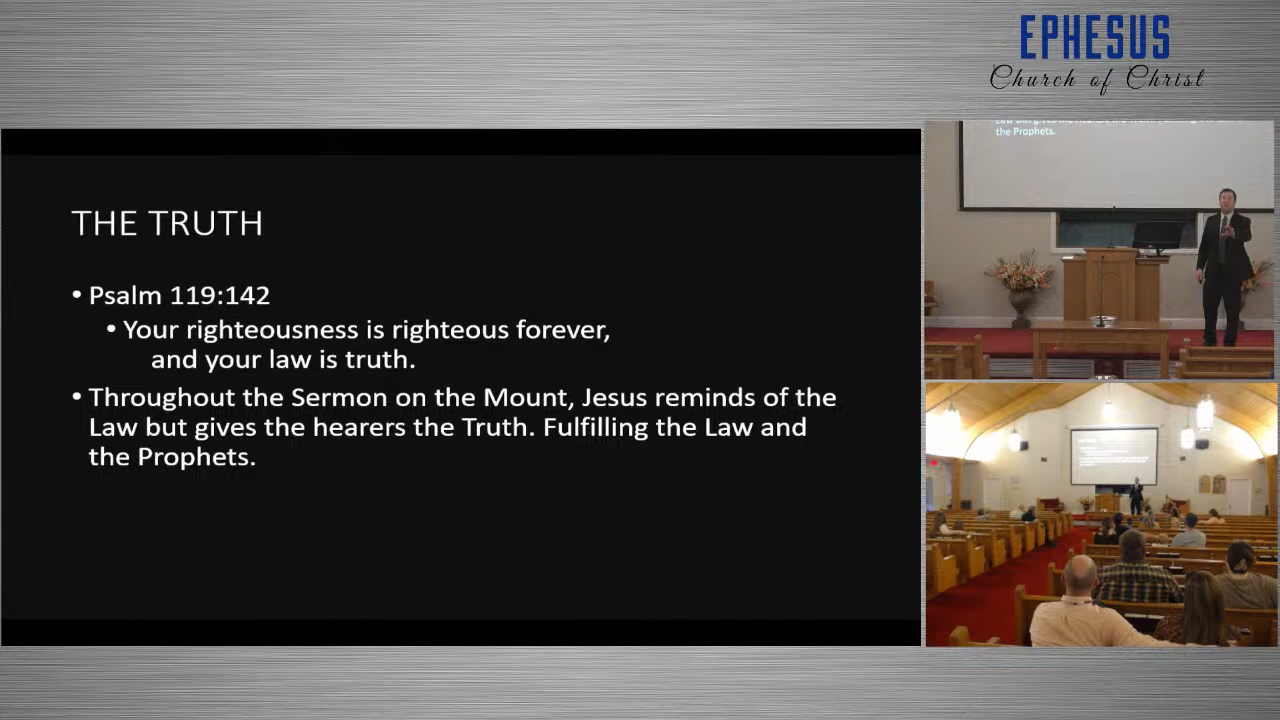 EPHESUS
Church of Christ
THE TRUTH
• Psalm 119:142
• Your righteousness is righteous forever,
and your law is truth.
• Throughout the Sermon on the Mount, Jesus reminds of the
Law but gives the hearers the Truth. Fulfilling the Law and
the Prophets.
the Prophets.